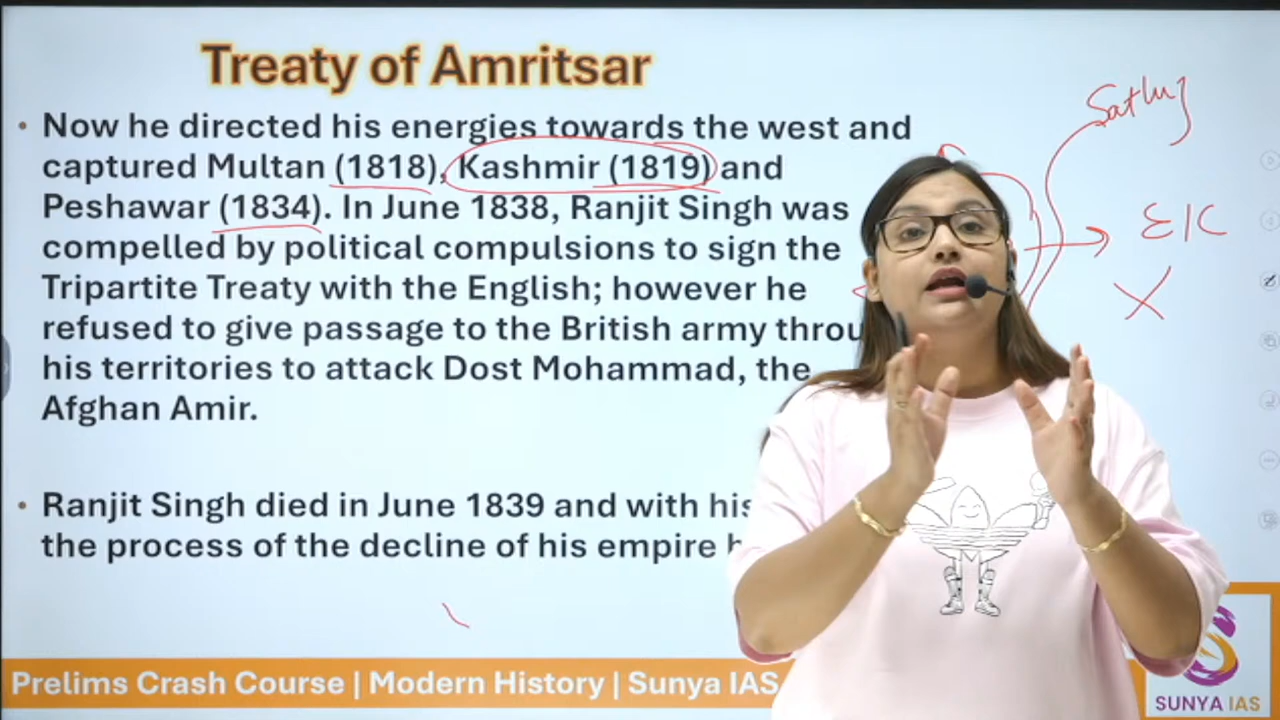 Treaty of Amritsar
• Now he directed his energies towards the west and
captured Multan (1818), Kashmir (1819) and
Peshawar (1834). In June 1838, Ranjit Singh was
compelled by political compulsions to sign the
Tripartite Treaty with the English; however he
refused to give passage to the British army throu
his territories to attack Dost Mohammad, the
Afghan Amir.
• Ranjit Singh died in June 1839 and with his
the process of the decline of his empire b
Satluj
X
Prelims Crash Course | Modern History | Sunya IAS
SUNYA IAS